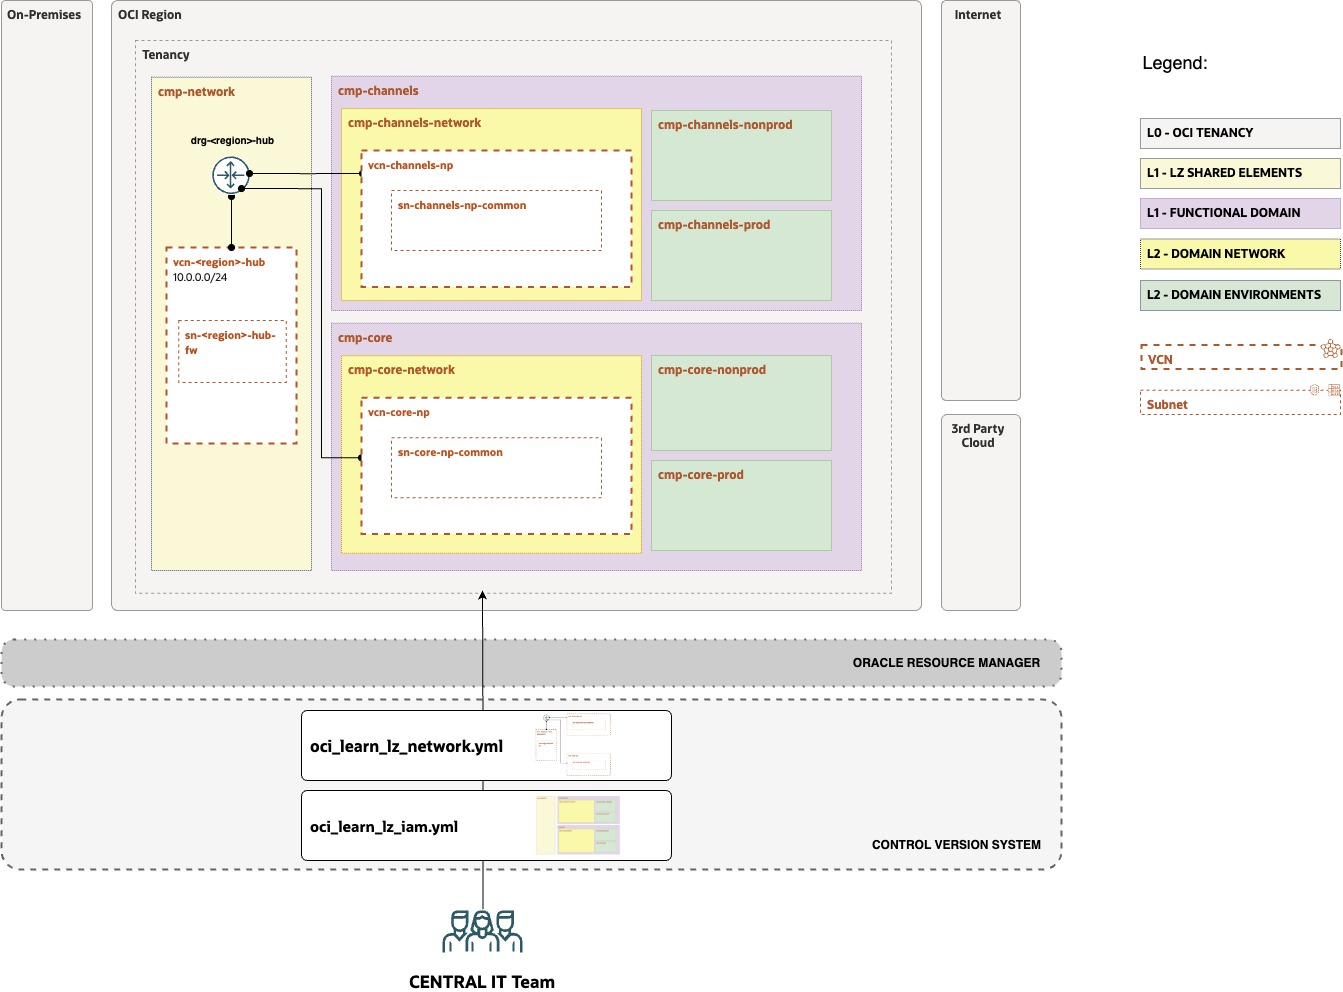 On-Premises
OCI Region
Internet
Tenancy
cmp-network
drg-<region>-hub
vcn-<region>-hub
10.0.0.0/24
sn-<region>-hub-
fw
cmp-channels
cmp-channels-network
vcn-channels-np
sn-channels-np-common
cmp-channels-nonprod
cmp-channels-prod
cmp-core
cmp-core-network
vcn-core-np
sn-core-np-common
cmp-core-nonprod
cmp-core-prod
3rd Party
Cloud
Legend:
L0 - OCI TENANCY
L1 - LZ SHARED ELEMENTS
L1 - FUNCTIONAL DOMAIN
L2 - DOMAIN NETWORK
L2 - DOMAIN ENVIRONMENTS
VCN
Subnet
ORACLE RESOURCE MANAGER
oci_learn_lz_network.yml
oci_learn_lz_iam.yml
CONTROL VERSION SYSTEM
CENTRAL IT Team